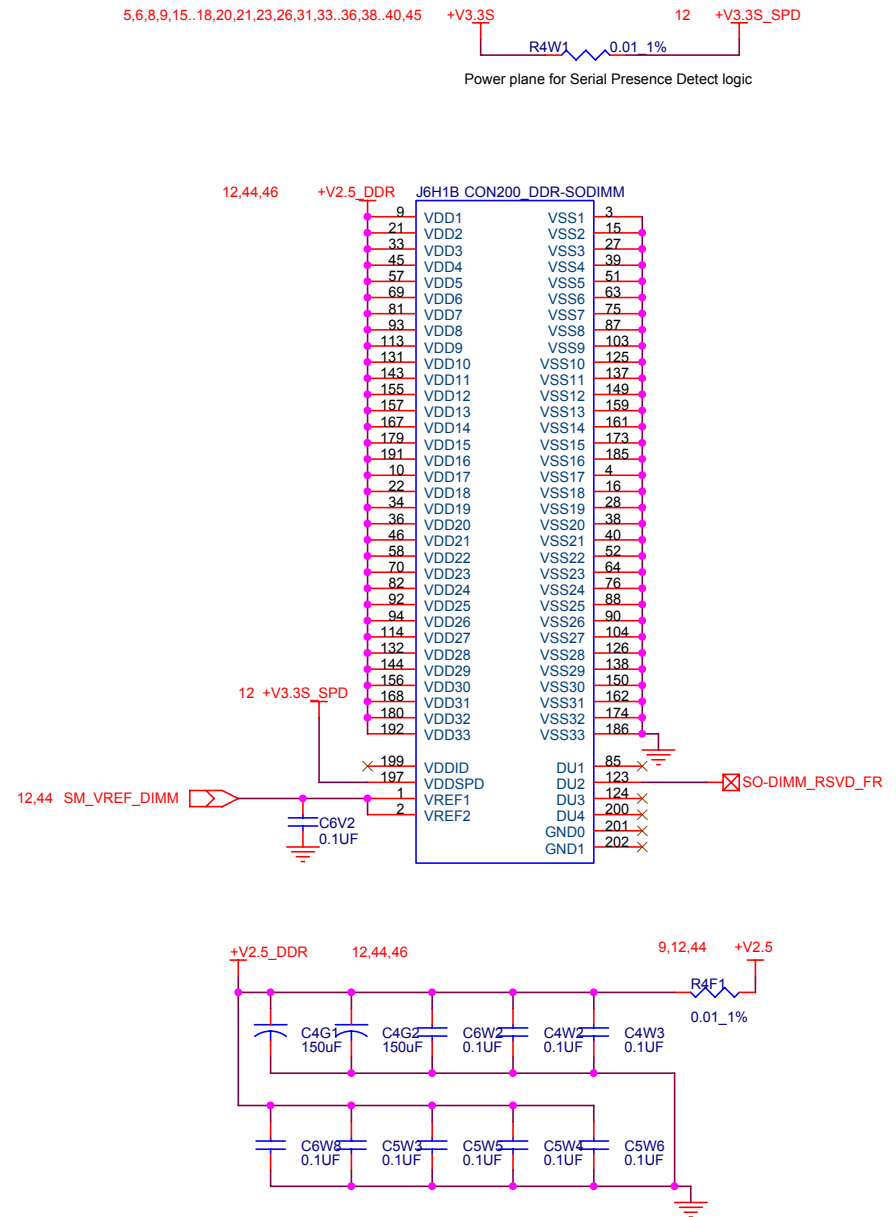 5,6,8,9,15..18,20,21,23,26,31,33..36,38..40,45 +V3.3S 12 +V3.3S_SPD
R4W1 0.01_1%
Power plane for Serial Presence Detect logic
12,44,46 +V2.5_DDR J6H1B CON200_DDR-SODIMM
9 VDD1 VSS1 3
21 VDD2 VSS2 15
33 VDD3 VSS3 27
45 VDD4 VSS4 39
57 VDD5 VSS5 51
69 VDD6 VSS6 63
81 VDD7 VSS7 75
93 VDD8 VSS8 87
113 VDD9 VSS9 103
131 VDD10 VSS10 125
143 VDD11 VSS11 137
155 VDD12 VSS12 149
157 VDD13 VSS13 159
167 VDD14 VSS14 161
179 VDD15 VSS15 173
191 VDD16 VSS16 185
10 VDD17 VSS17 4
22 VDD18 VSS18 16
34 VDD19 VSS19 28
36 VDD20 VSS20 38
46 VDD21 VSS21 40
58 VDD22 VSS22 52
70 VDD23 VSS23 64
82 VDD24 VSS24 76
92 VDD25 VSS25 88
94 VDD26 VSS26 90
114 VDD27 VSS27 104
132 VDD28 VSS28 126
144 VDD29 VSS29 138
156 VDD30 VSS30 150
12 +V3.3S_SPD 168 VDD31 VSS31 162
180 VDD32 VSS32 174
192 VDD33 VSS33 186
199 VDDID DU1 85
197 VDDSPD DU2 123 SO-DIMM_RSVD_FR
12,44 SM_VREF_DIMM 1 VREF1 DU3 124
2 VREF2 DU4 200
C6V2 GND0 201
0.1UF GND1 202
+V2.5_DDR 12,44,46 9,12,44 +V2.5
R4F1
0.01_1%
C4G1 C4G2 C6W2 C4W2 C4W3
150uF 150uF 0.1UF 0.1UF 0.1UF
C6W8 C5W3 C5W5 C5W4 C5W6
0.1UF 0.1UF 0.1UF 0.1UF 0.1UF